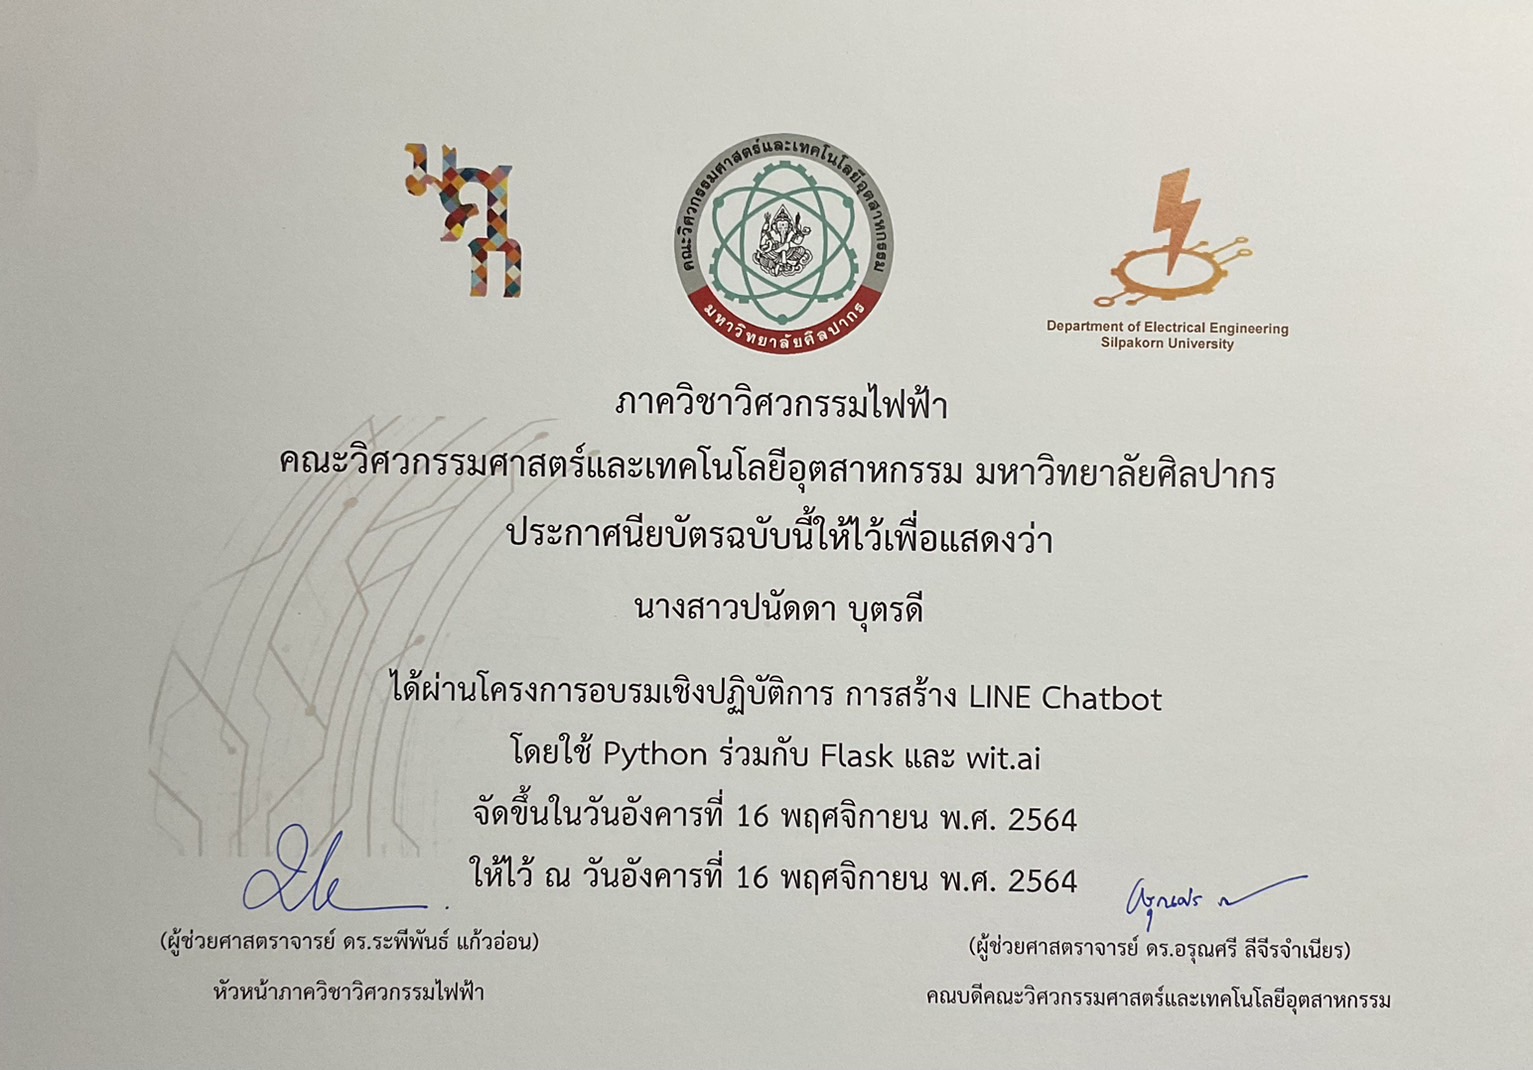 มศก
คณะวิศวกรรมศาสตร์และเทคโนโลยีอุตสาหกรรม
มหาวิทยาลัยศิลปากร
Department of Electrical Engineering
Silpakorn University
ภาควิชาวิศวกรรมไฟฟ้า
คณะวิศวกรรมศาสตร์และเทคโนโลยีอุตสาหกรรม มหาวิทยาลัยศิลปากร
ประกาศนียบัตรฉบับนี้ให้ไว้เพื่อแสดงว่า
นางสาวปนัดดา บุตรดี
ได้ผ่านโครงการอบรมเชิงปฏิบัติการ การสร้าง LINE Chatbot
โดยใช้ Python ร่วมกับ Flask และ wit.ai
จัดขึ้นในวันอังคารที่ 16 พฤศจิกายน พ.ศ. 2564
ให้ไว้ ณ วันอังคารที่ 16 พฤศจิกายน พ.ศ. 2564
(ผู้ช่วยศาสตราจารย์ ดร.ระพีพันธ์ แก้วอ่อน)
หัวหน้าภาควิชาวิศวกรรมไฟฟ้า
(ผู้ช่วยศาสตราจารย์ ดร.อรุณศรี ลีจีรจำเนียร)
คณบดีคณะวิศวกรรมศาสตร์และเทคโนโลยีอุตสาหกรรม